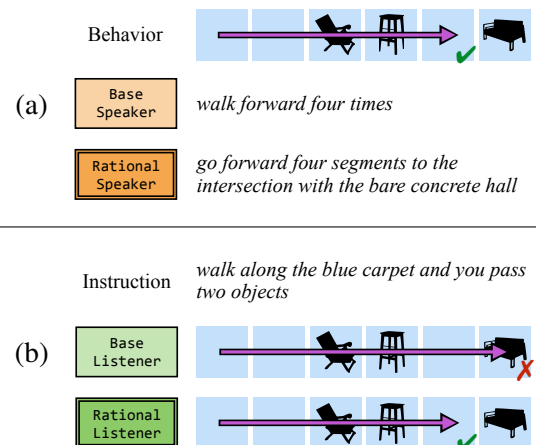 Behavior
(a)
Base
Speaker
walk forward four times
Rational
Speaker
go forward four segments to the
intersection with the bare concrete hall
Instruction
walk along the blue carpet and you pass
two objects
(b)
Base
Listener
Rational
Listener